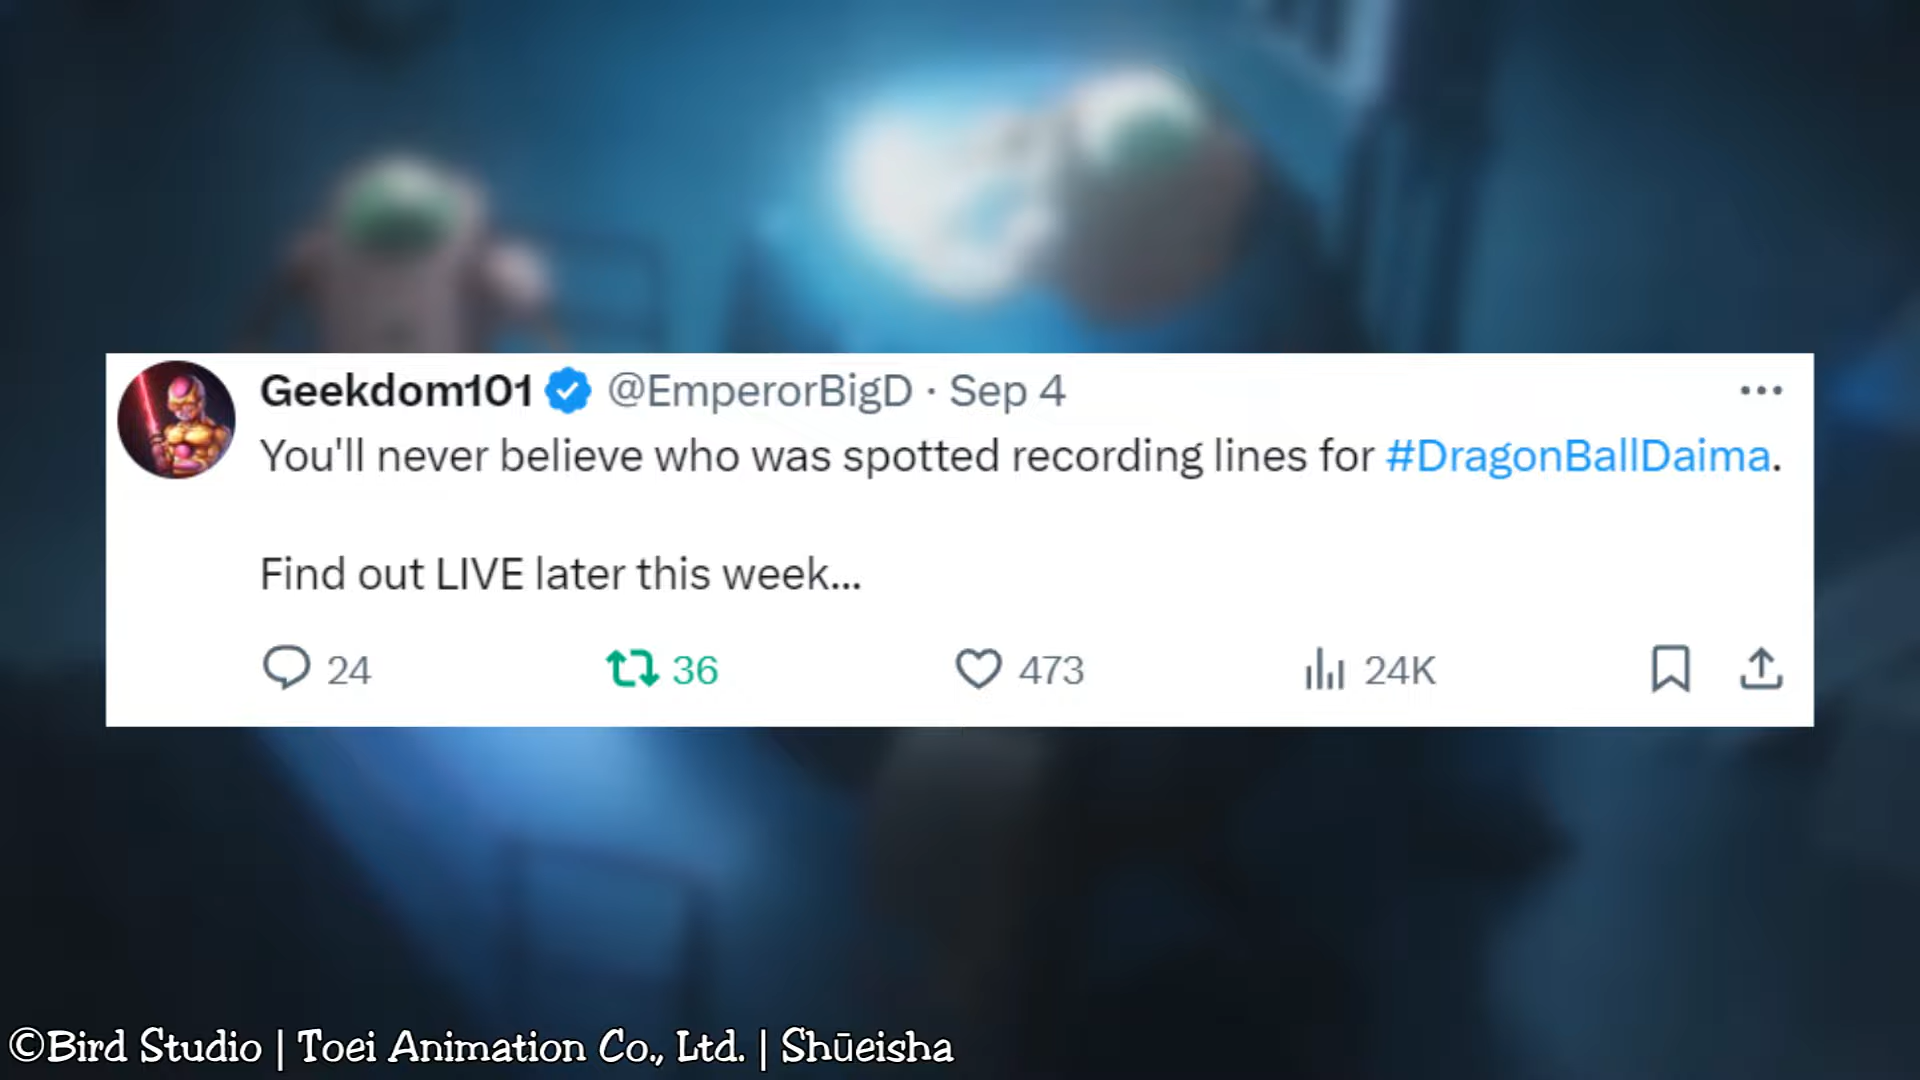 Geekdom101 @EmperorBigD · Sep 4
You'll never believe who was spotted recording lines for #DragonBallDaima.
Find out LIVE later this week...
24 36 473 24K
©Bird Studio | Toei Animation Co., Ltd. | Shūeisha